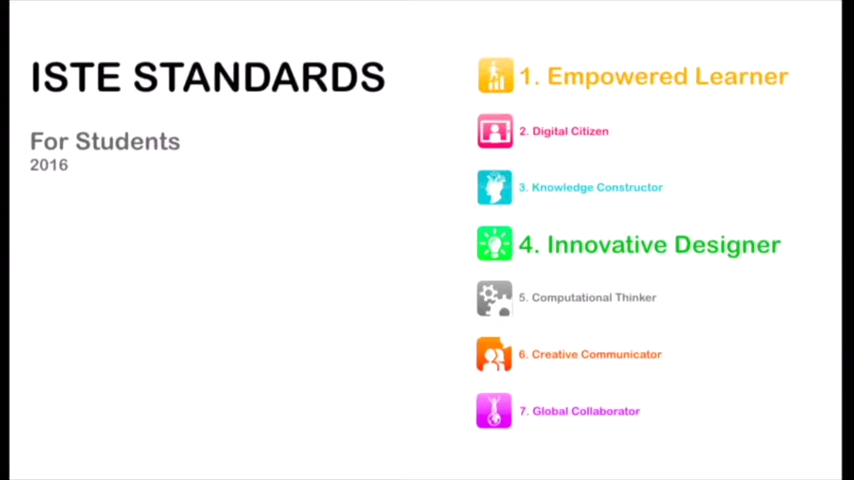 ISTE STANDARDS
For Students
2016
1. Empowered Learner
2. Digital Citizen
3. Knowledge Constructor
4. Innovative Designer
5. Computational Thinker
6. Creative Communicator
7. Global Collaborator